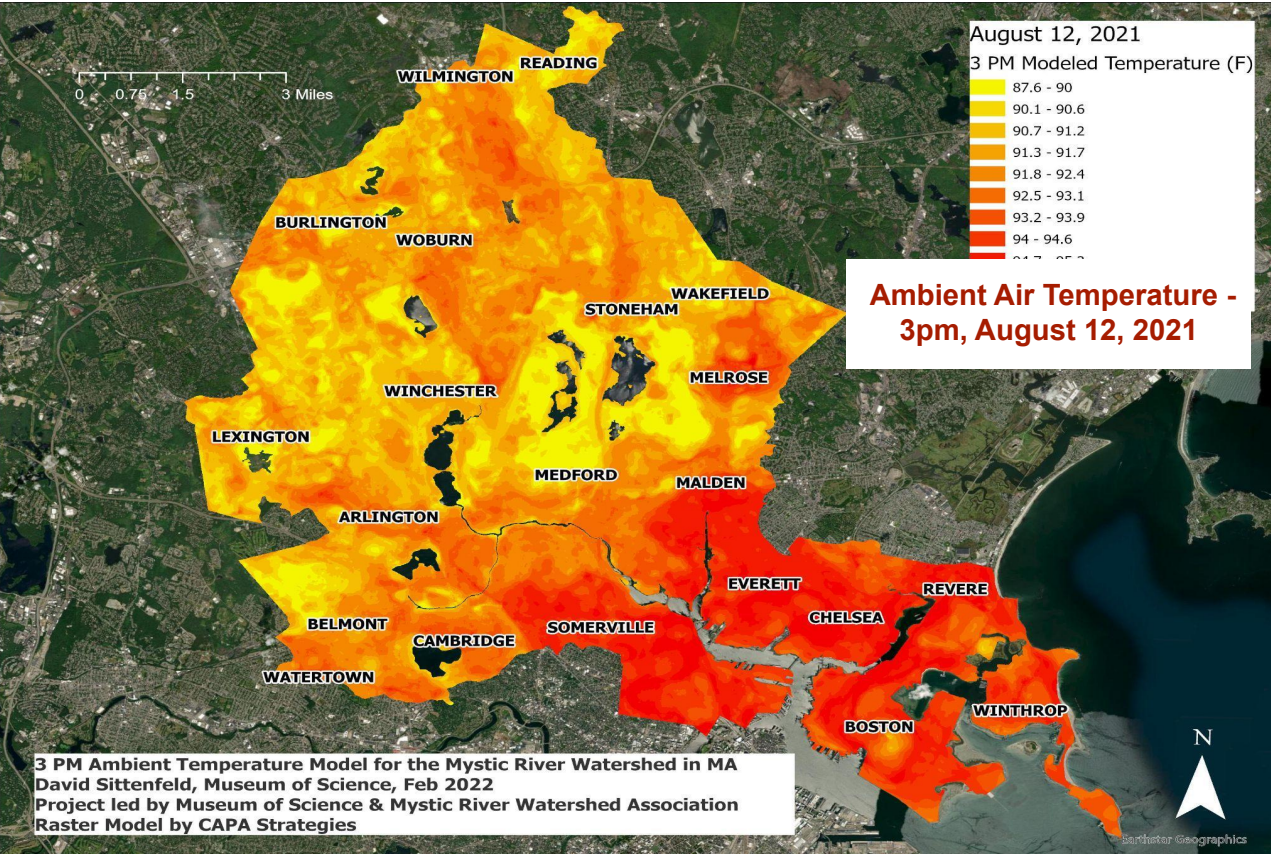 August 12, 2021
3 PM Modeled Temperature (F)
87.6 - 90
90.1 - 90.6
90.7 - 91.2
91.3 - 91.7
91.8 - 92.4
92.5 - 93.1
93.2 - 93.9
94 - 94.6
Ambient Air Temperature -
3pm, August 12, 2021
0 0.75 1.5 3 Miles
READING
WILMINGTON
BURLINGTON
WOBURN
WAKEFIELD
STONEHAM
MELROSE
WINCHESTER
LEXINGTON
MEDFORD
MALDEN
ARLINGTON
EVERETT
REVERE
CHELSEA
BELMONT
SOMERVILLE
CAMBRIDGE
WATERTOWN
WINTHROP
BOSTON
N
3 PM Ambient Temperature Model for the Mystic River Watershed in MA
David Sittenfeld, Museum of Science, Feb 2022
Project led by Museum of Science & Mystic River Watershed Association
Raster Model by CAPA Strategies
Earthstar Geographics